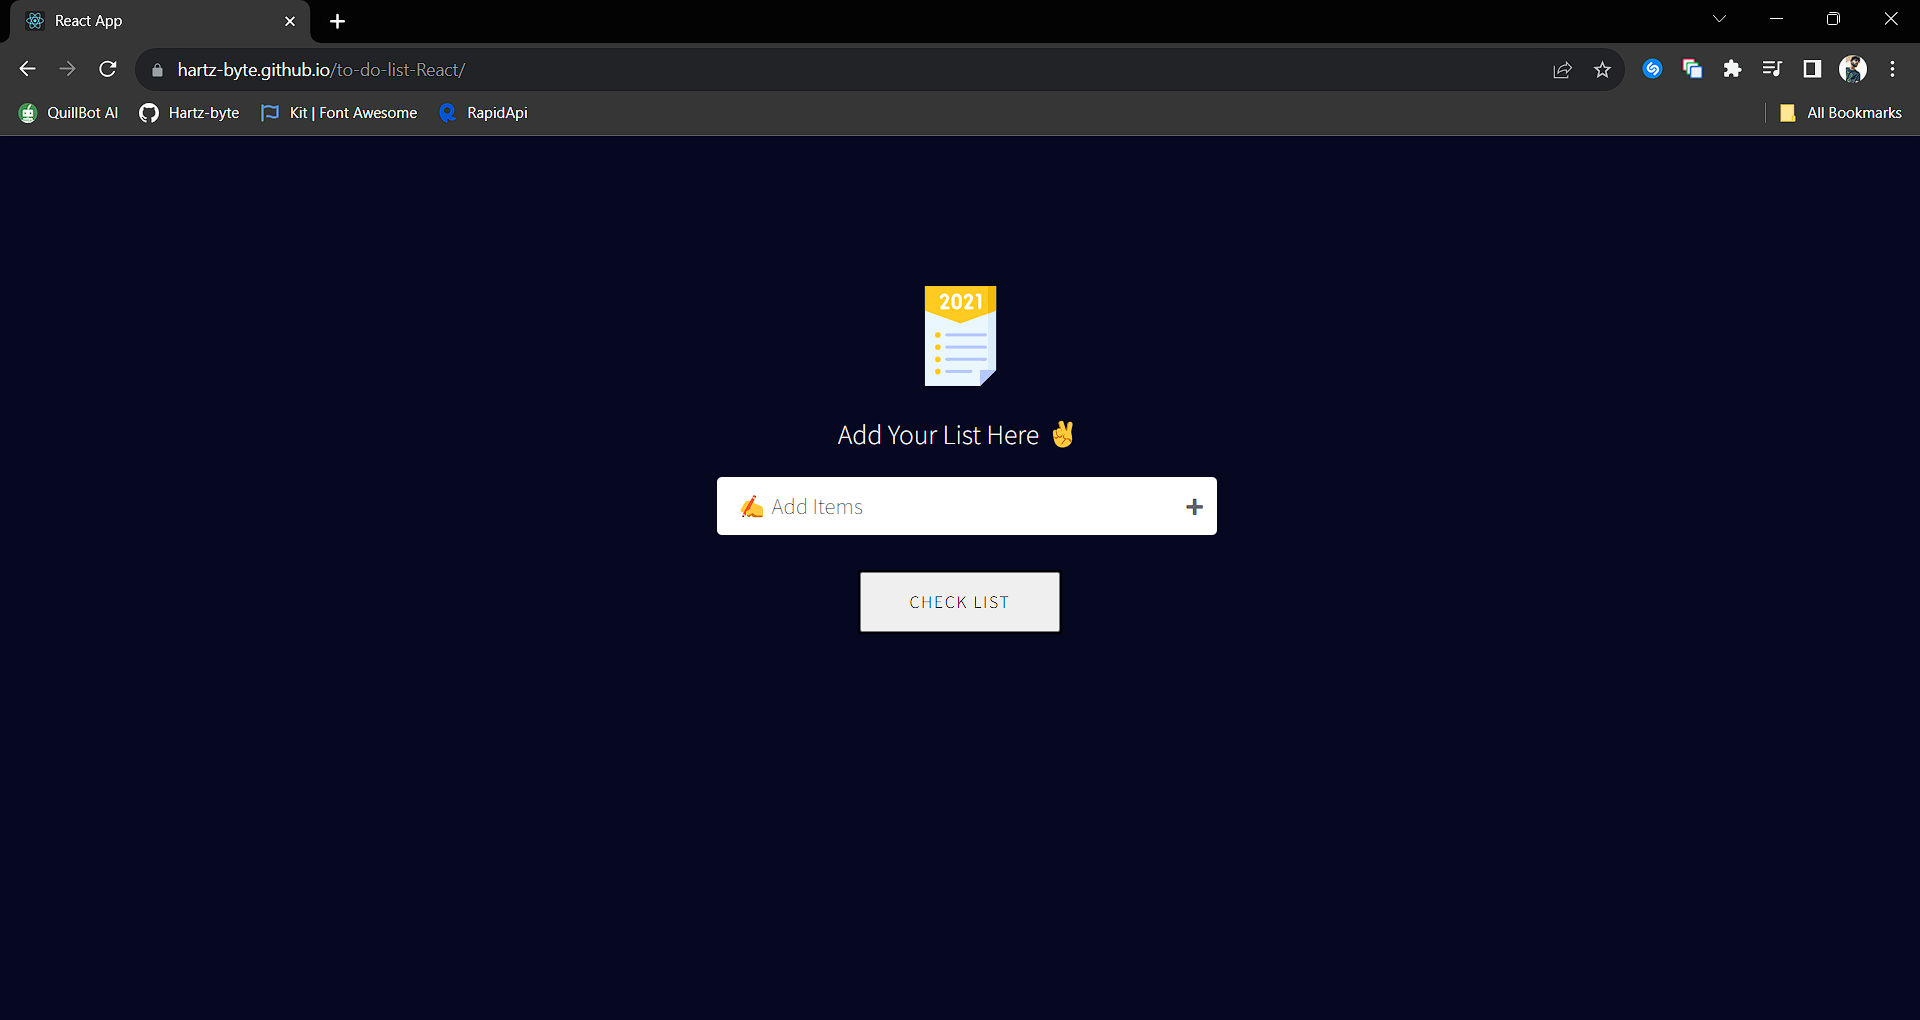 React App
hartz-byte.github.io/to-do-list-React/
QuillBot AI Hartz-byte Kit | Font Awesome RapidApi All Bookmarks
2021
Add Your List Here ✌
✍ Add Items
CHECK LIST